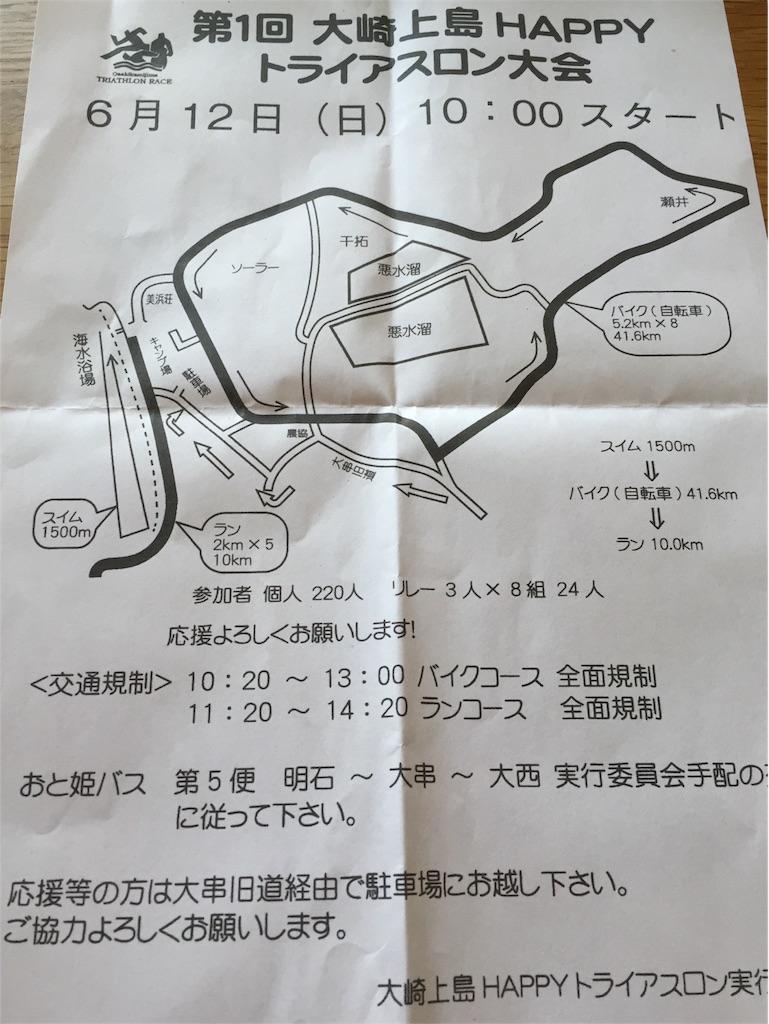 第1回 大崎上島 HAPPY
トライアスロン大会
Osakikamijima
TRIATHLON RACE
6月12日（日）10：00スタート
瀬井
干拓
ソーラー
悪水溜
悪水溜
美浜荘
バイク（自転車）
5.2km×8
41.6km
海水浴場
キャンプ場
駐車場
農協
大串旧道
スイム 1500m
⇓
バイク（自転車）41.6km
⇓
ラン 10.0km
スイム
1500m
ラン
2km×5
10km
参加者 個人 220人 リレー 3人×8組 24人
応援よろしくお願いします!
<交通規制> 10：20 ～ 13：00 バイクコース 全面規制
11：20 ～ 14：20 ランコース 全面規制
おと姫バス 第5便 明石 ～ 大串 ～ 大西 実行委員会手配の
に従って下さい。
応援等の方は大串旧道経由で駐車場にお越し下さい。
ご協力よろしくお願いします。
大崎上島HAPPYトライアスロン実行